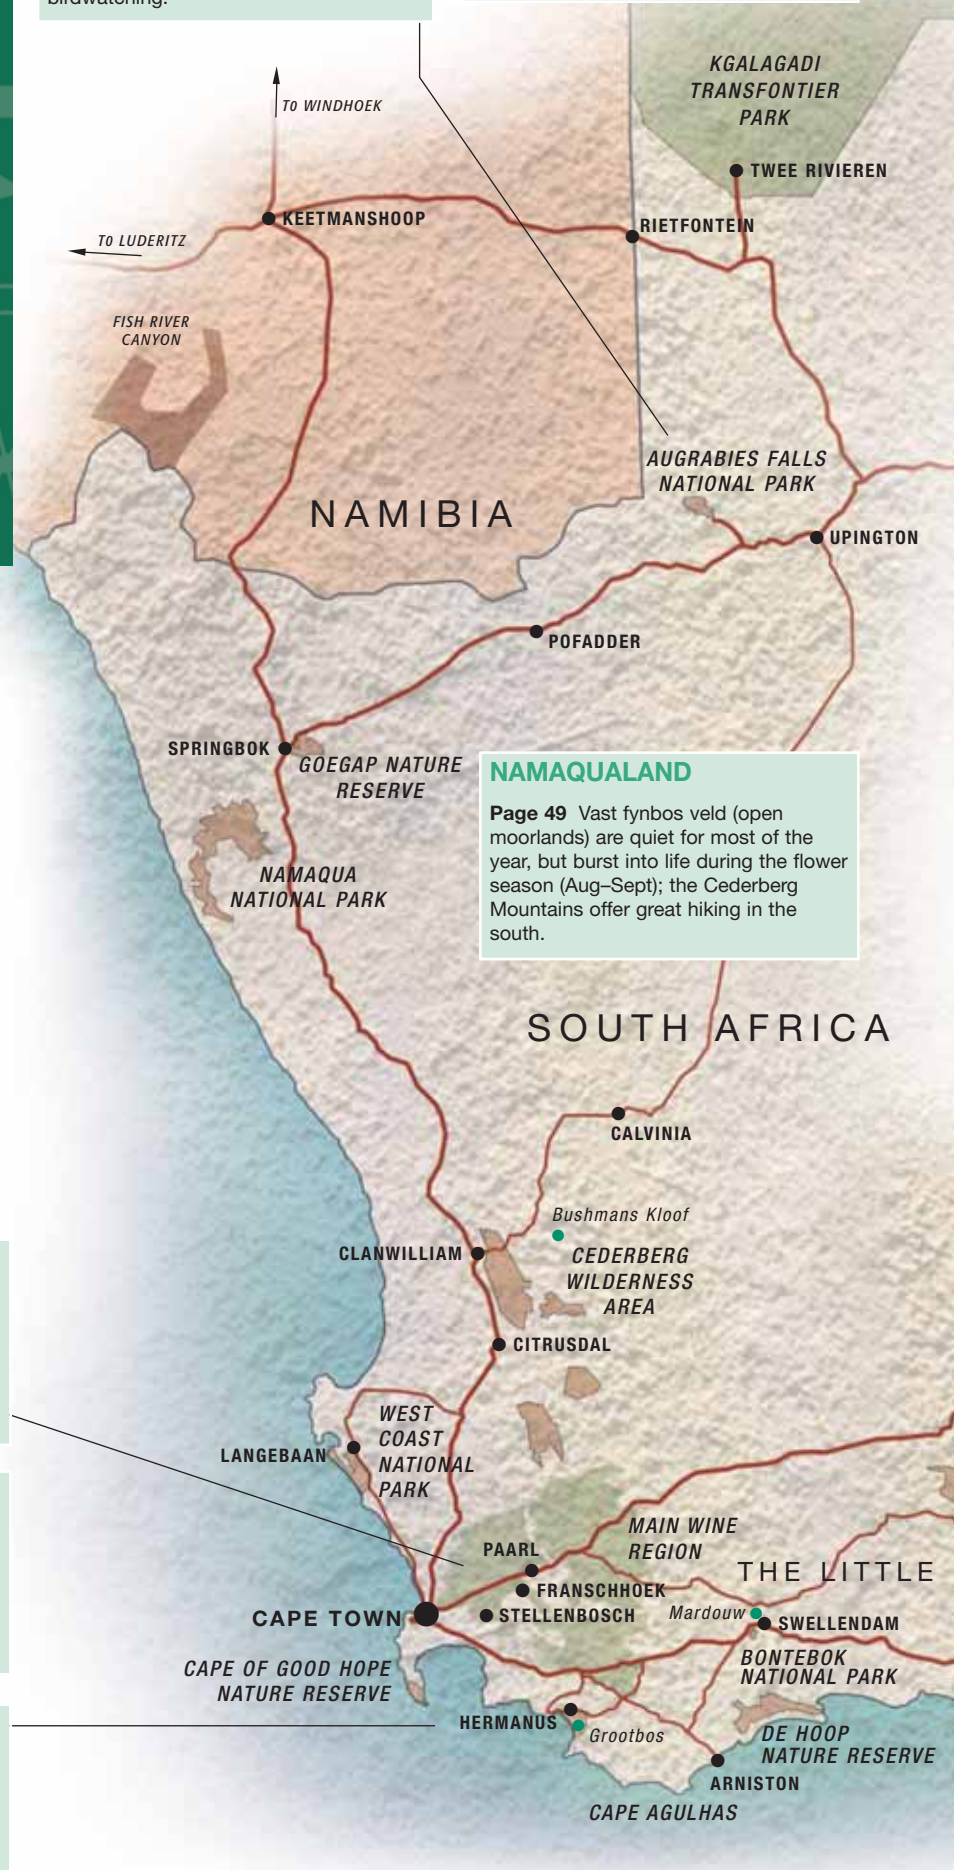 birdwatching.
KGALAGADI
TRANSFONTIER
PARK
TO WINDHOEK
TWEE RIVIEREN
KEETMANSHOOP
RIETFONTEIN
TO LUDERITZ
FISH RIVER
CANYON
AUGRABIES FALLS
NATIONAL PARK
NAMIBIA
UPINGTON
POFADDER
SPRINGBOK
GOEGAP NATURE
RESERVE
NAMAQUALAND
Page 49 Vast fynbos veld (open
moorlands) are quiet for most of the
year, but burst into life during the flower
season (Aug–Sept); the Cederberg
Mountains offer great hiking in the
south.
NAMAQUA
NATIONAL PARK
SOUTH AFRICA
CALVINIA
Bushmans Kloof
CLANWILLIAM
CEDERBERG
WILDERNESS
AREA
CITRUSDAL
WEST
COAST
NATIONAL
PARK
LANGEBAAN
MAIN WINE
REGION
PAARL
THE LITTLE
FRANSCHHOEK
STELLENBOSCH
Mardouw
CAPE TOWN
SWELLENDAM
BONTEBOK
NATIONAL PARK
CAPE OF GOOD HOPE
NATURE RESERVE
HERMANUS
Grootbos
DE HOOP
NATURE RESERVE
ARNISTON
CAPE AGULHAS